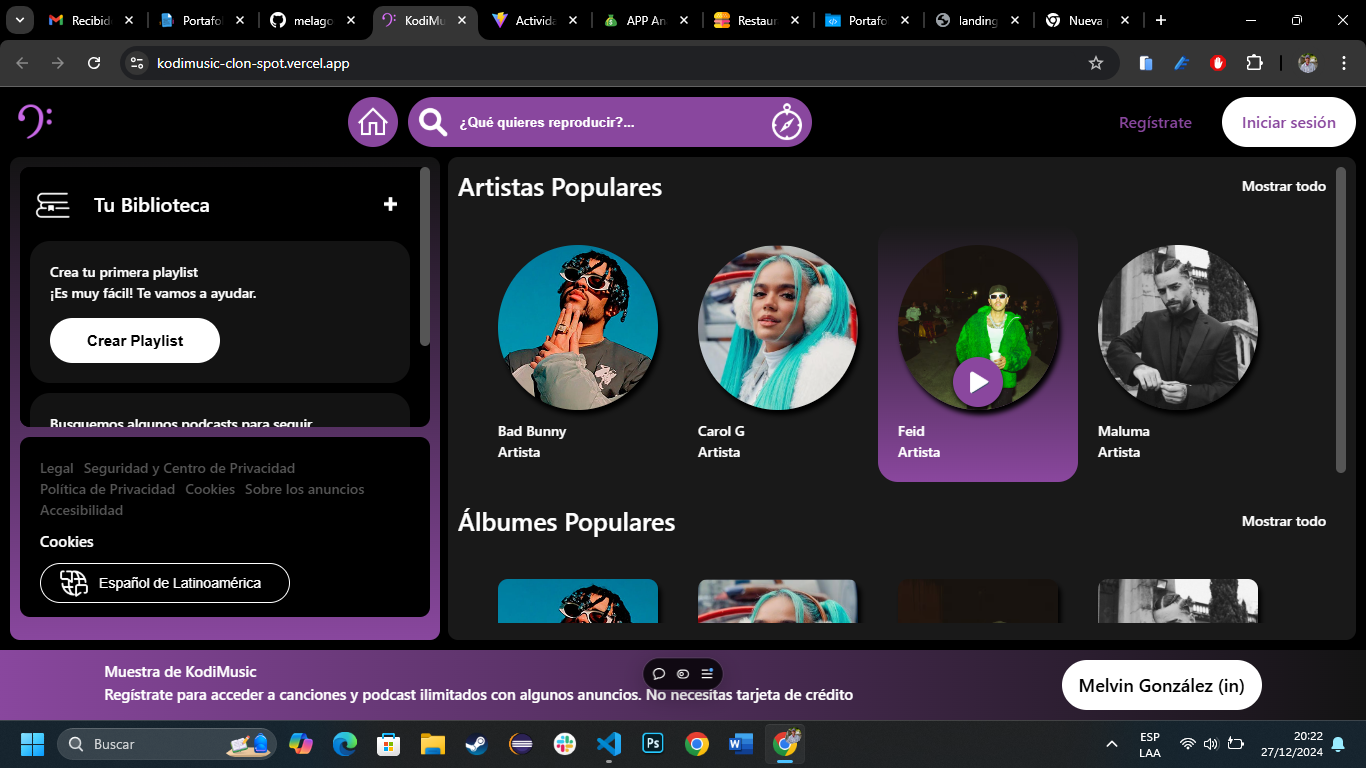 Recibid
Portafol
melago
KodiMu
Activida
APP An
Restaur
Portafo
landing
Nueva
kodimusic-clon-spot.vercel.app
¿Qué quieres reproducir?...
Regístrate
Iniciar sesión
Tu Biblioteca
Crea tu primera playlist
¡Es muy fácil! Te vamos a ayudar.
Crear Playlist
Busquemos algunos podcasts para seguir
Legal Seguridad y Centro de Privacidad
Política de Privacidad Cookies Sobre los anuncios
Accesibilidad
Cookies
Español de Latinoamérica
Artistas Populares
Mostrar todo
Bad Bunny
Artista
Carol G
Artista
Feid
Artista
Maluma
Artista
Álbumes Populares
Mostrar todo
Muestra de KodiMusic
Regístrate para acceder a canciones y podcast ilimitados con algunos anuncios. No necesitas tarjeta de crédito
Melvin González (in)
Buscar
Ps
W
ESP
LAA
20:22
27/12/2024